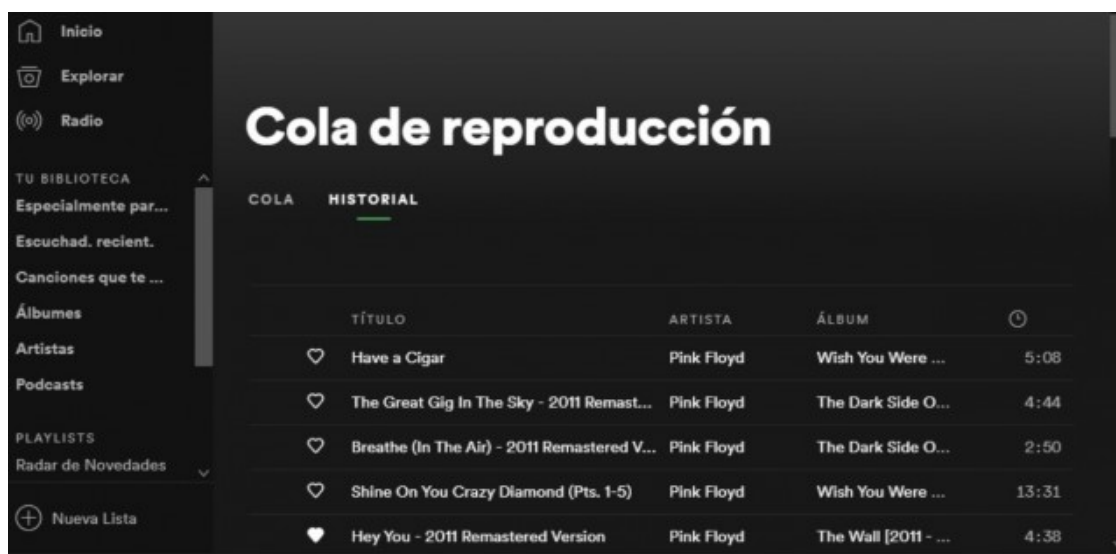 Inicio
Explorar
Radio
TU BIBLIOTECA
Especialmente par...
Escuchad. recient.
Canciones que te ...
Álbumes
Artistas
Podcasts
PLAYLISTS
Radar de Novedades
Nueva Lista
Cola de reproducción
COLA HISTORIAL
TÍTULO ARTISTA ÁLBUM
Have a Cigar Pink Floyd Wish You Were ... 5:08
The Great Gig In The Sky - 2011 Remast... Pink Floyd The Dark Side O... 4:44
Breathe (In The Air) - 2011 Remastered V... Pink Floyd The Dark Side O... 2:50
Shine On You Crazy Diamond (Pts. 1-5) Pink Floyd Wish You Were ... 13:31
Hey You - 2011 Remastered Version Pink Floyd The Wall [2011 - ... 4:38